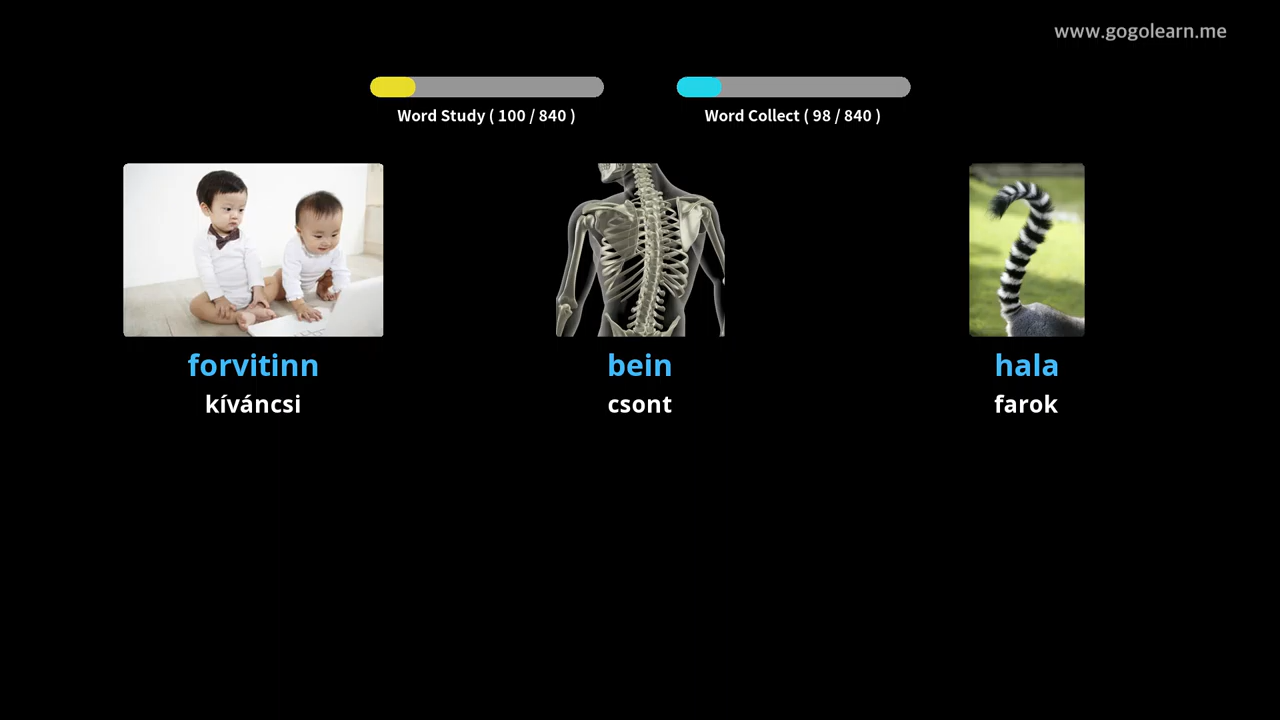 www.gogolearn.me
Word Study ( 100 / 840 )
Word Collect ( 98 / 840 )
forvitinn
kíváncsi
bein
csont
hala
farok